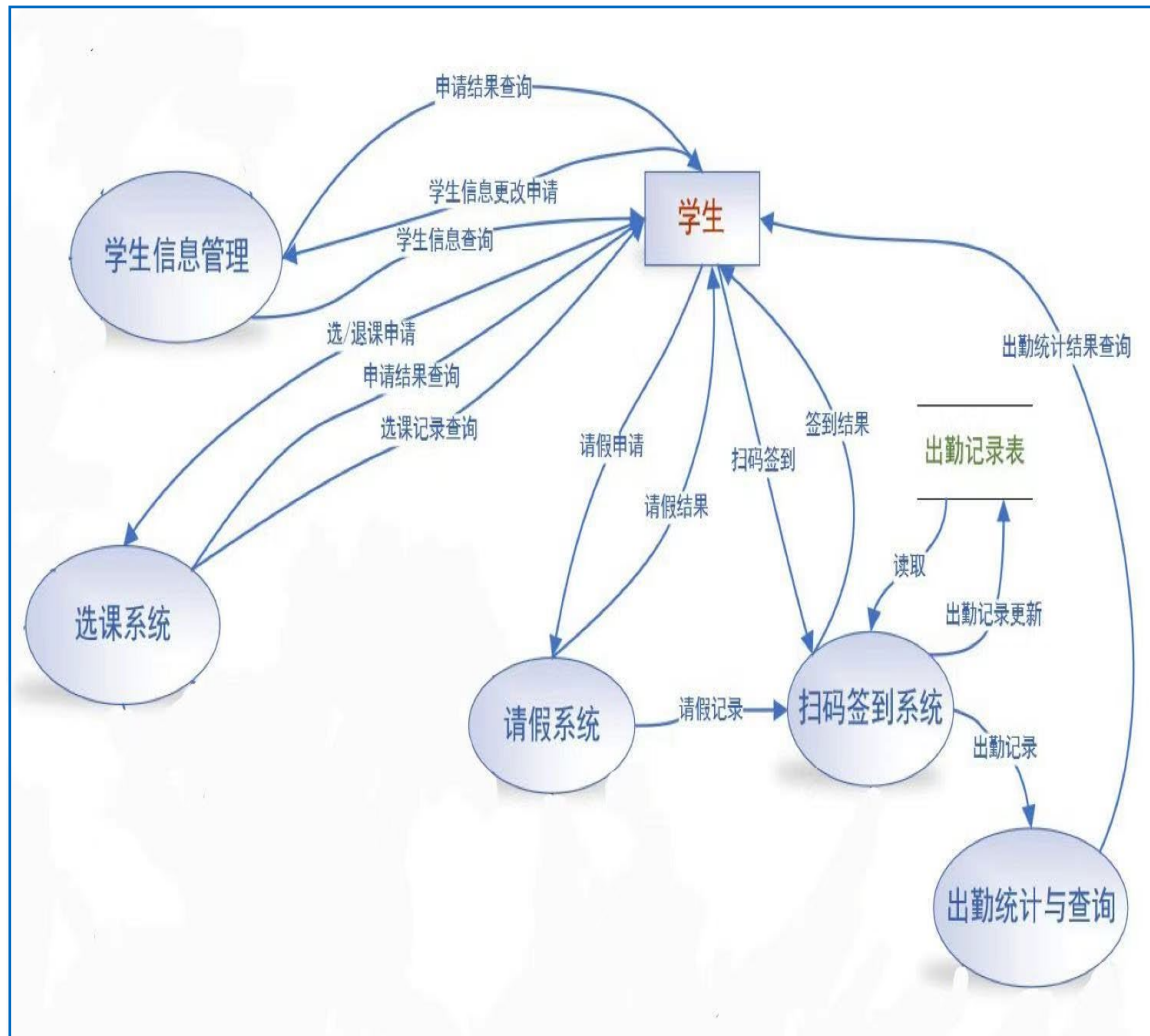 申请结果查询
学生信息更改申请
学生
学生信息管理
学生信息查询
选/退课申请
出勤统计结果查询
申请结果查询
选课记录查询
签到结果
请假申请
扫码签到
出勤记录表
请假结果
读取
出勤记录更新
选课系统
请假系统
请假记录
扫码签到系统
出勤记录
出勤统计与查询